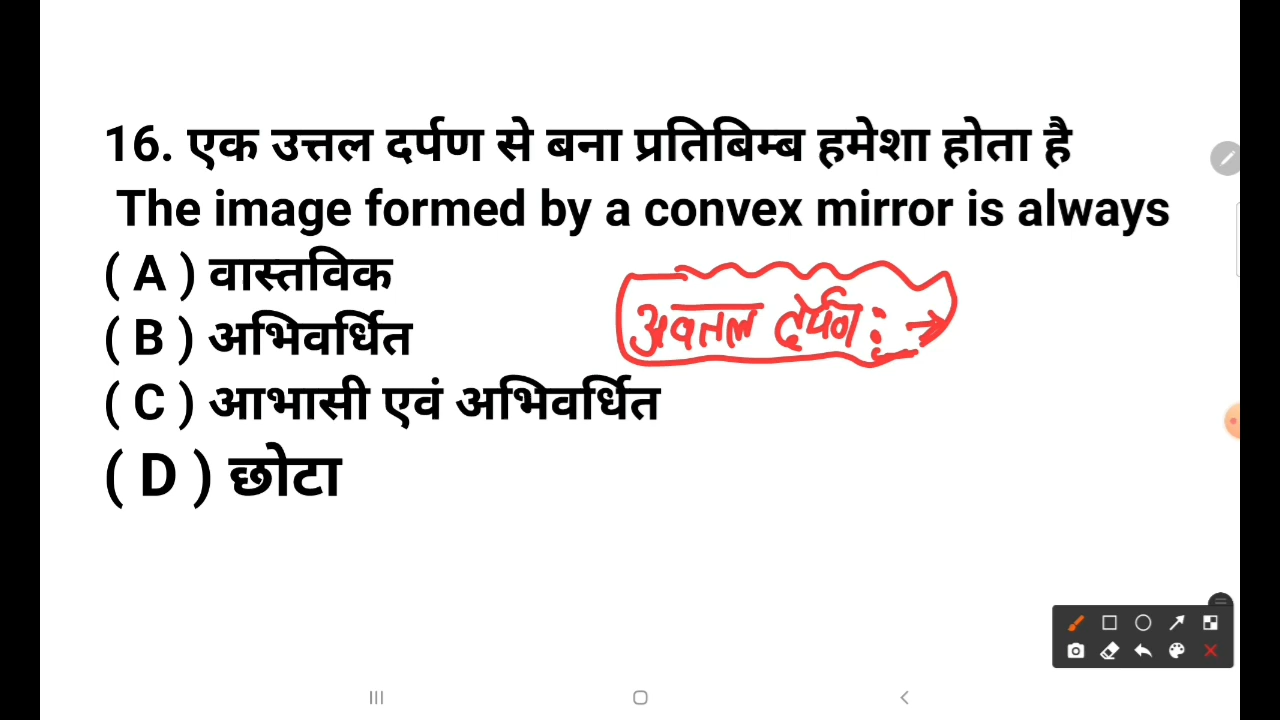 16. एक उत्तल दर्पण से बना प्रतिबिम्ब हमेशा होता है
The image formed by a convex mirror is always
( A ) वास्तविक
( B ) अभिवर्धित
( C ) आभासी एवं अभिवर्धित
( D ) छोटा
अवतल दर्पण :- →